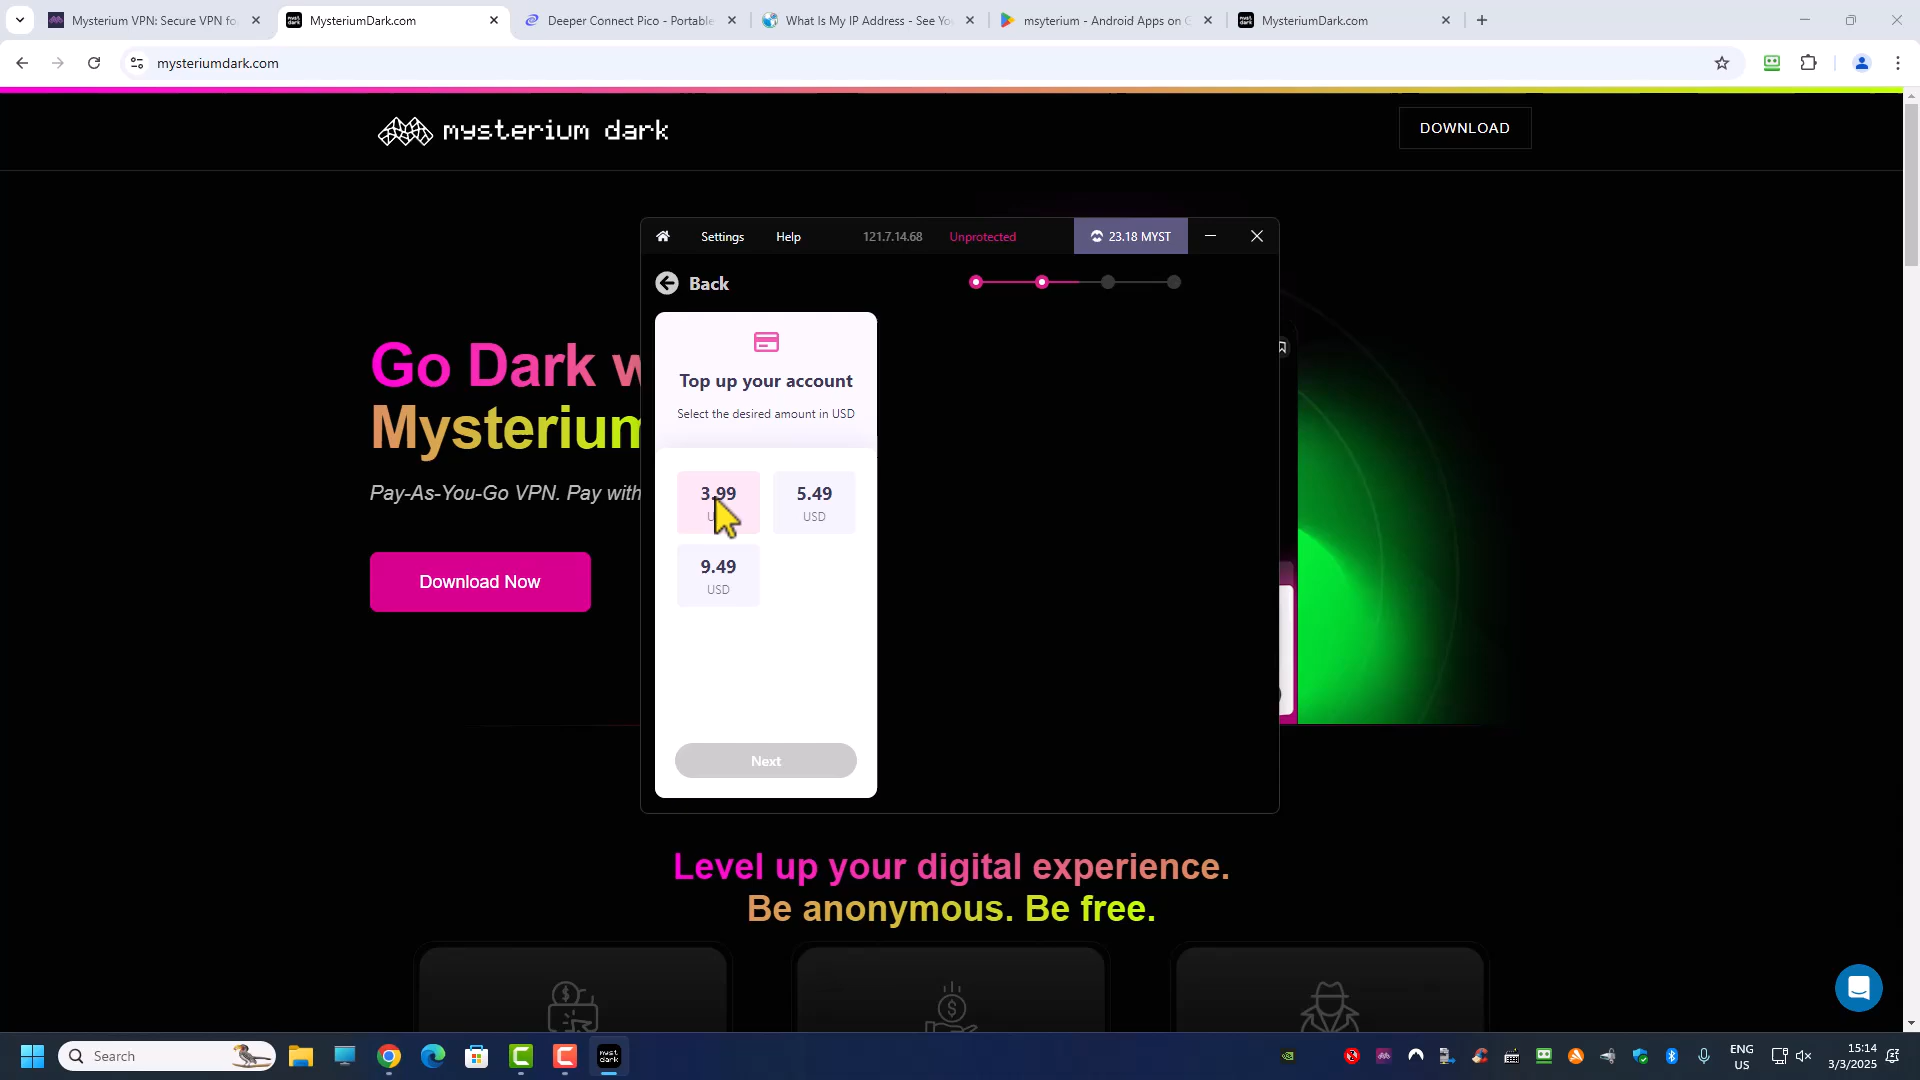 Mysterium VPN: Secure VPN fo
MysteriumDark.com
Deeper Connect Pico - Portable
What Is My IP Address - See Yo
msyterium - Android Apps on G
MysteriumDark.com
mysteriumdark.com
mysterium dark
DOWNLOAD
Settings
Help
121.7.14.68
Unprotected
23.18 MYST
Back
Go Dark w
Mysterium
Pay-As-You-Go VPN. Pay with
Download Now
Top up your account
Select the desired amount in USD
3.99
5.49
USD
9.49
USD
Next
Level up your digital experience.
Be anonymous. Be free.
Search
myst
dark
ENG
US
15:14
3/3/2025